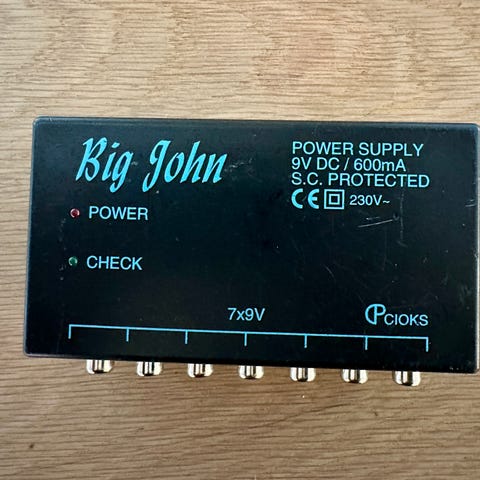 Big John
POWER SUPPLY
9V DC / 600mA
S.C. PROTECTED
CE 230V~
POWER
CHECK
7x9V
CIOKS